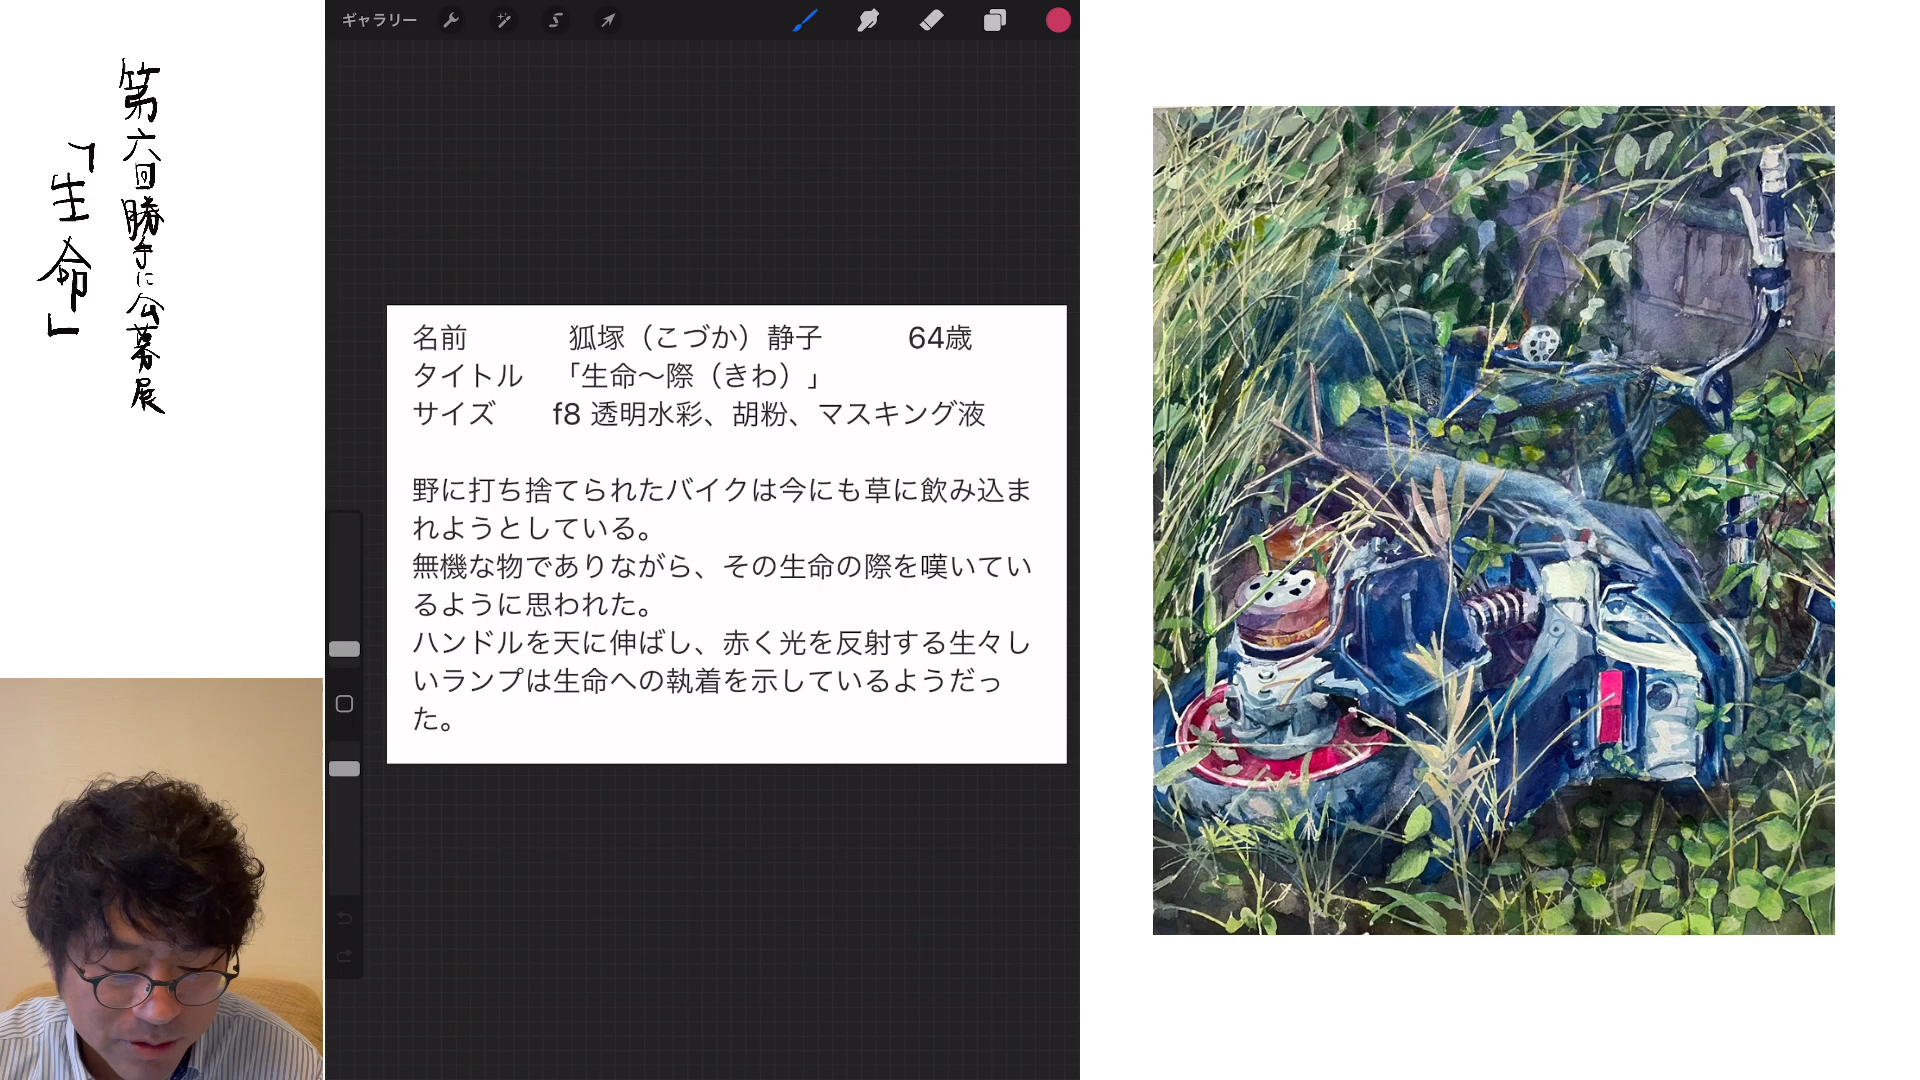 第六回勝手に公募展
「生命」
ギャラリー
名前 狐塚（こづか）静子 64歳
タイトル 「生命〜際（きわ）」
サイズ f8 透明水彩、胡粉、マスキング液
野に打ち捨てられたバイクは今にも草に飲み込ま
れようとしている。
無機な物でありながら、その生命の際を嘆いてい
るように思われた。
ハンドルを天に伸ばし、赤く光を反射する生々し
いランプは生命への執着を示しているようだっ
た。